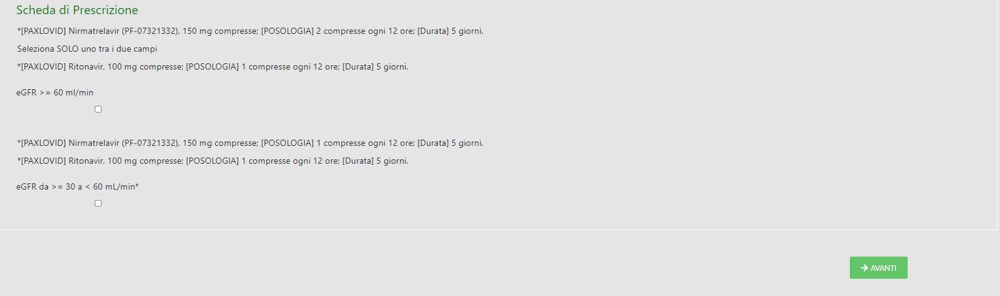 Scheda di Prescrizione
*[PAXLOVID] Nirmatrelavir (PF-07321332), 150 mg compresse; [POSOLOGIA] 2 compresse ogni 12 ore; [Durata] 5 giorni.
Seleziona SOLO uno tra i due campi
*[PAXLOVID] Ritonavir, 100 mg compresse; [POSOLOGIA] 1 compresse ogni 12 ore; [Durata] 5 giorni.
eGFR >= 60 ml/min
*[PAXLOVID] Nirmatrelavir (PF-07321332), 150 mg compresse; [POSOLOGIA] 1 compresse ogni 12 ore; [Durata] 5 giorni.
*[PAXLOVID] Ritonavir, 100 mg compresse; [POSOLOGIA] 1 compresse ogni 12 ore; [Durata] 5 giorni.
eGFR da >= 30 a < 60 mL/min*
AVANTI